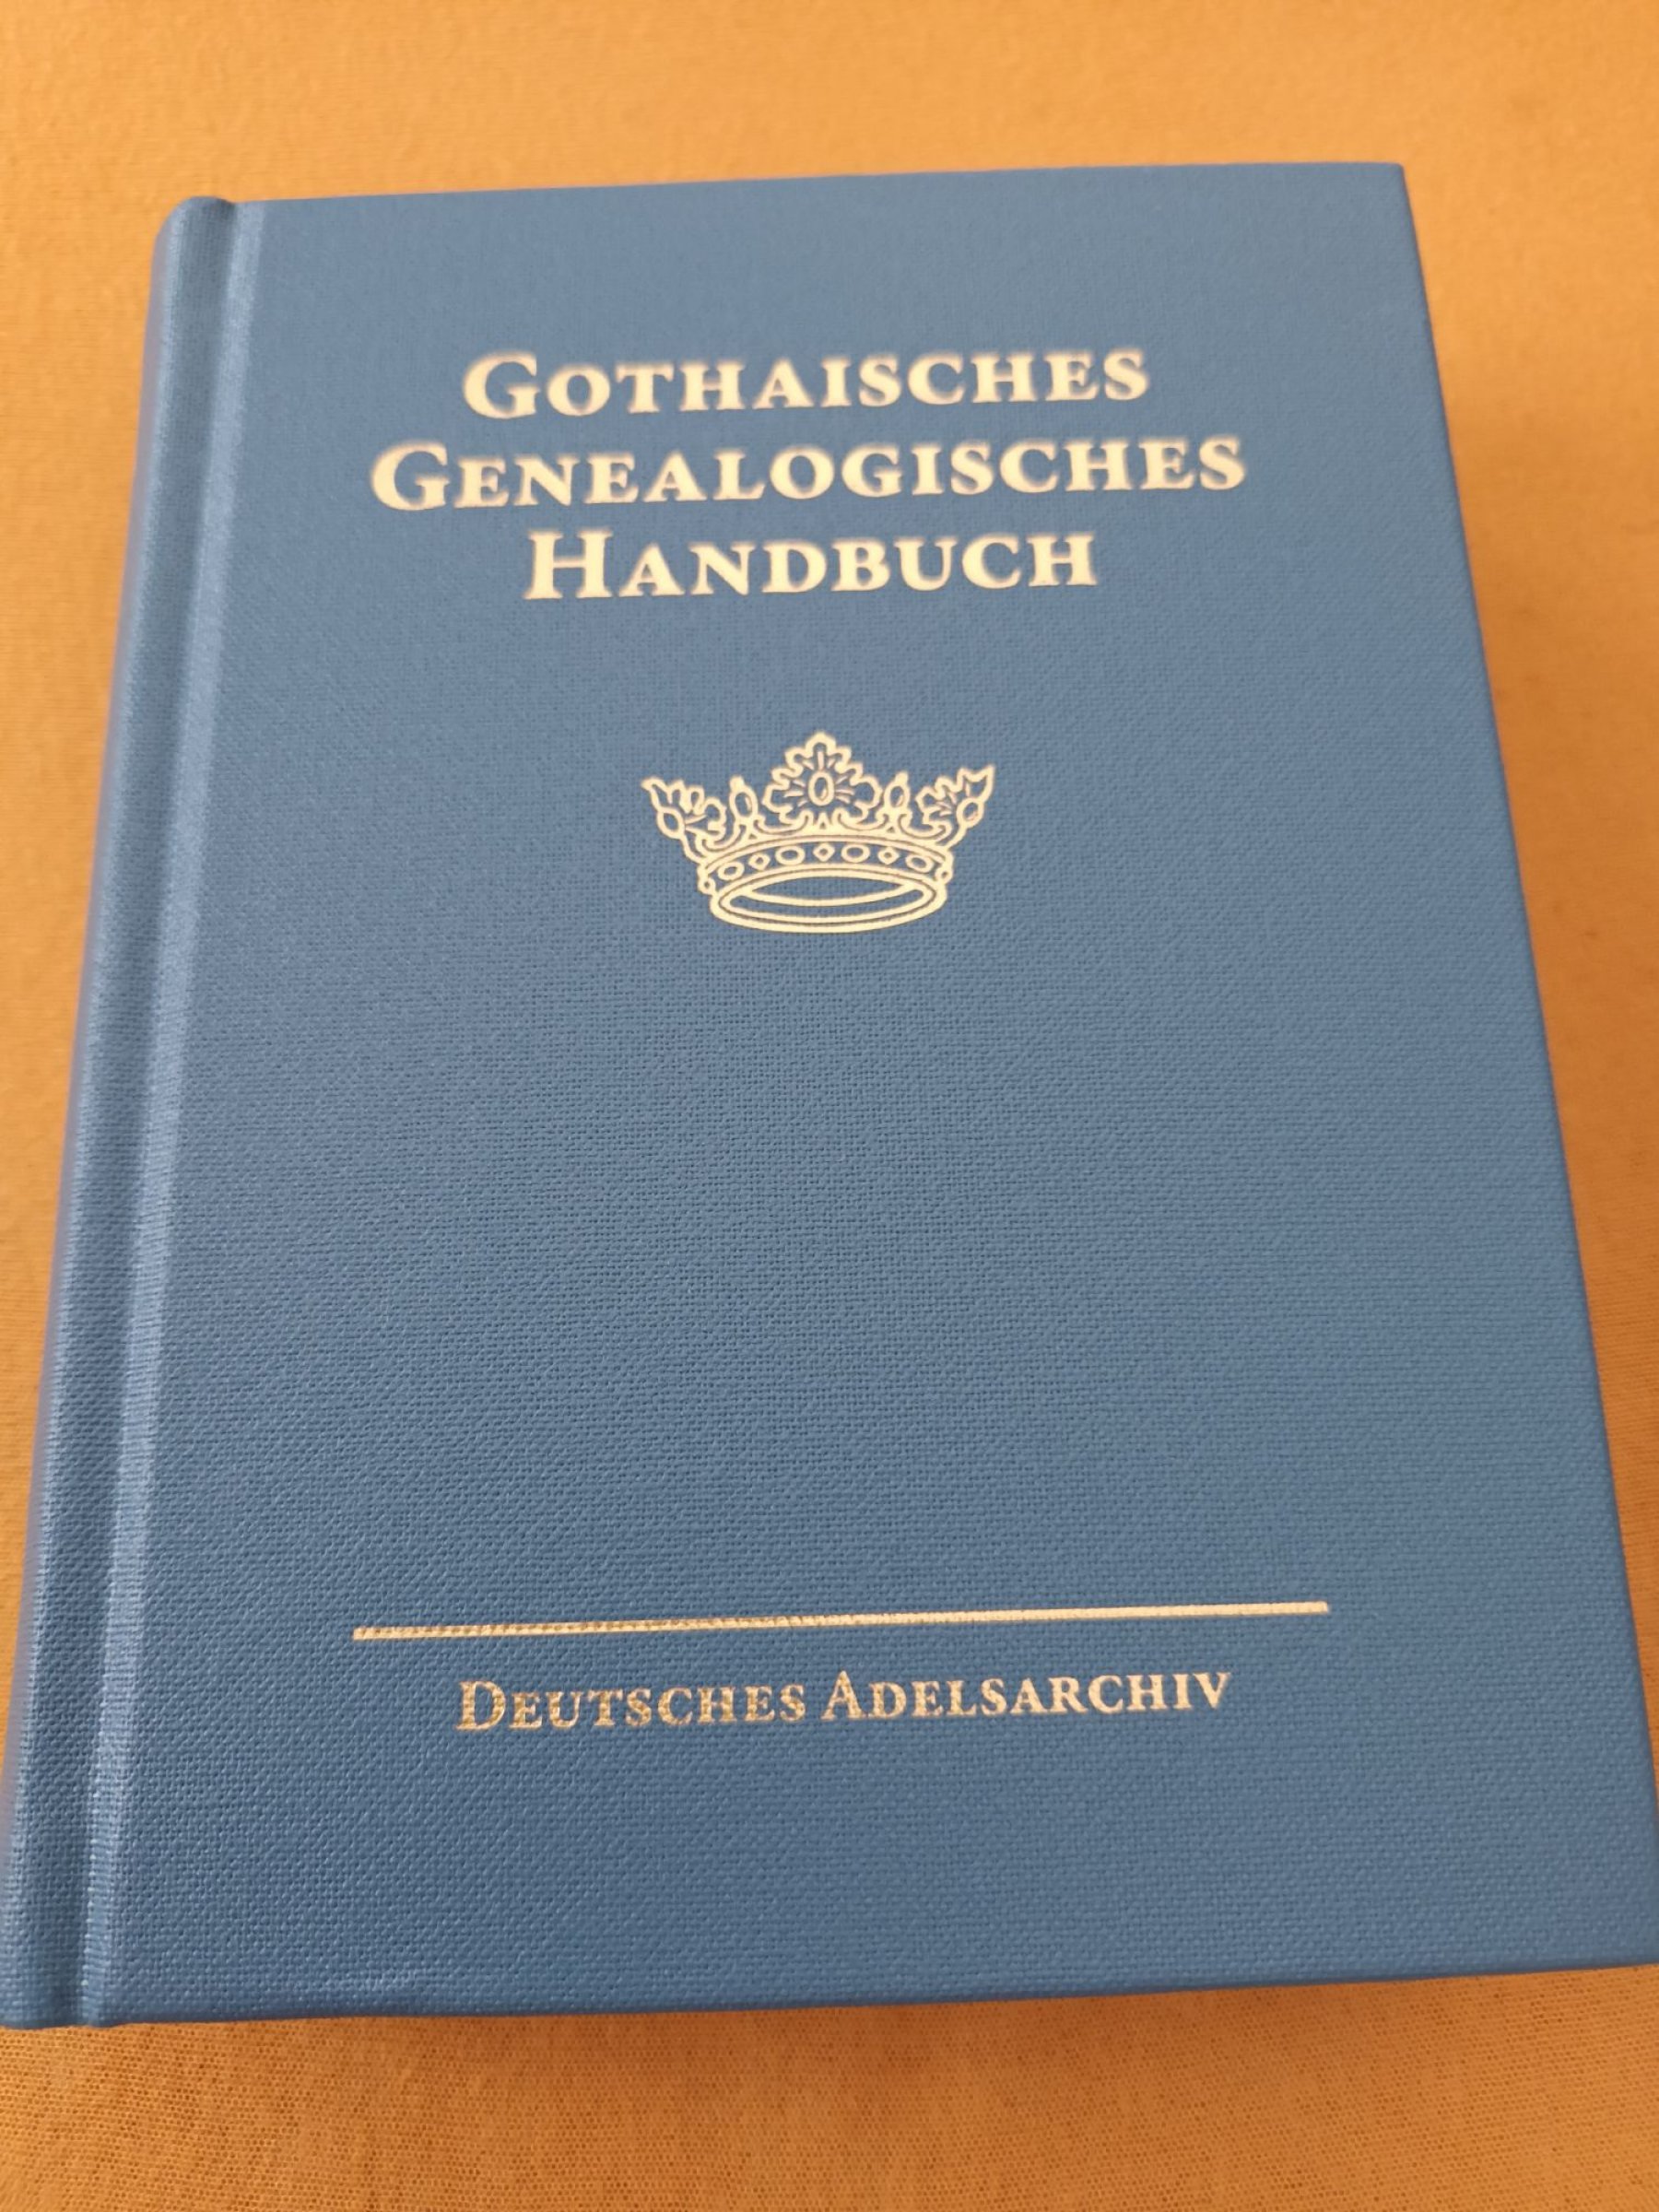 Gothaisches
Genealogisches
Handbuch
Deutsches Adelsarchiv